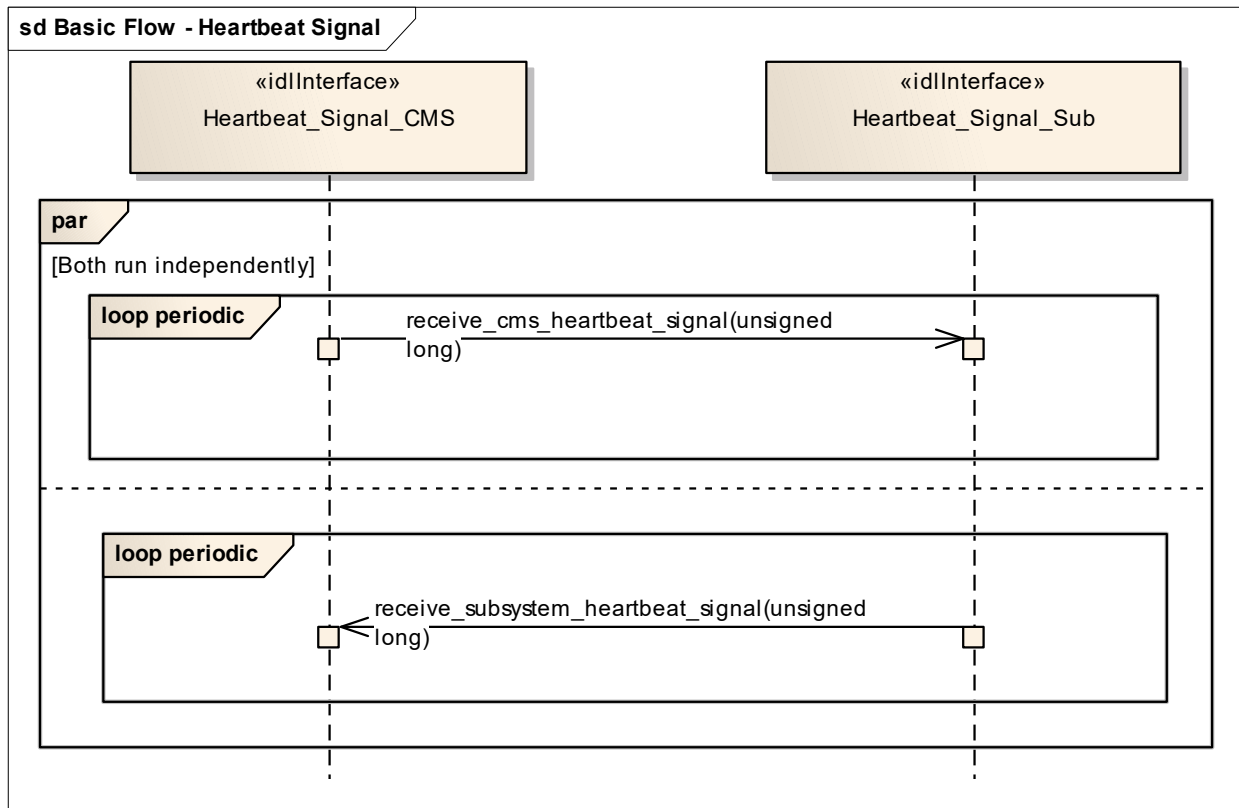 sd Basic Flow - Heartbeat Signal
«idlInterface»
Heartbeat_Signal_CMS
«idlInterface»
Heartbeat_Signal_Sub
par
[Both run independently]
loop periodic
receive_cms_heartbeat_signal(unsigned
long)
loop periodic
receive_subsystem_heartbeat_signal(unsigned
long)